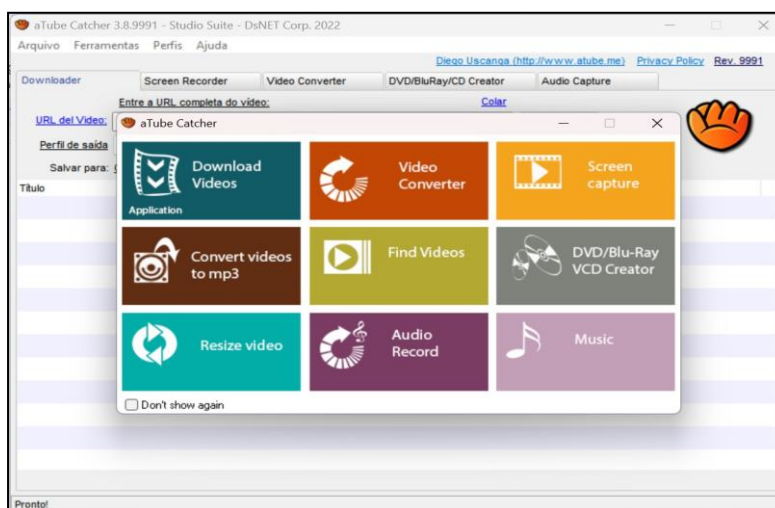 aTube Catcher 3.8.9991 - Studio Suite - DsNET Corp. 2022
Arquivo Ferramentas Perfis Ajuda
Diego Uscanga (http://www.atube.me) Privacy Policy Rev. 9991
Downloader Screen Recorder Video Converter DVD/BluRay/CD Creator Audio Capture
Entre a URL completa do vídeo: Colar
URL del Video:
Perfil de saída
Salvar para:
Título
aTube Catcher
Download
Videos
Application
Video
Converter
Screen
capture
Convert videos
to mp3
Find Videos
DVD/Blu-Ray
VCD Creator
Resize video
Audio
Record
Music
Don't show again
Pronto!